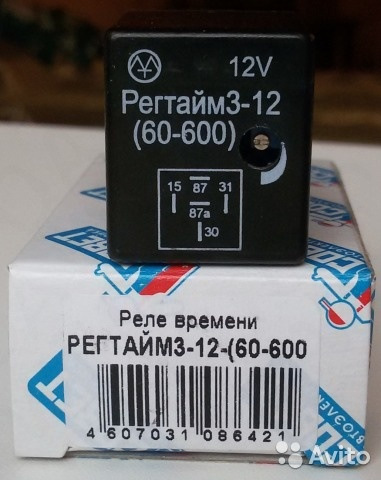 12V
Регтайм3-12
(60-600)
15 87 31
87а
30
Реле времени
РЕГТАЙМ3-12-(60-600
4 607031 086421
Avito